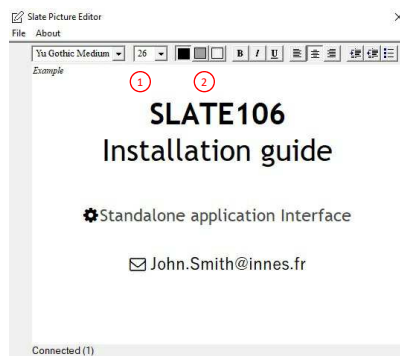 Slate Picture Editor
File About
Yu Gothic Medium 26 B I U
1 2
Example
SLATE106
Installation guide
Standalone application Interface
John.Smith@innes.fr
Connected (1)